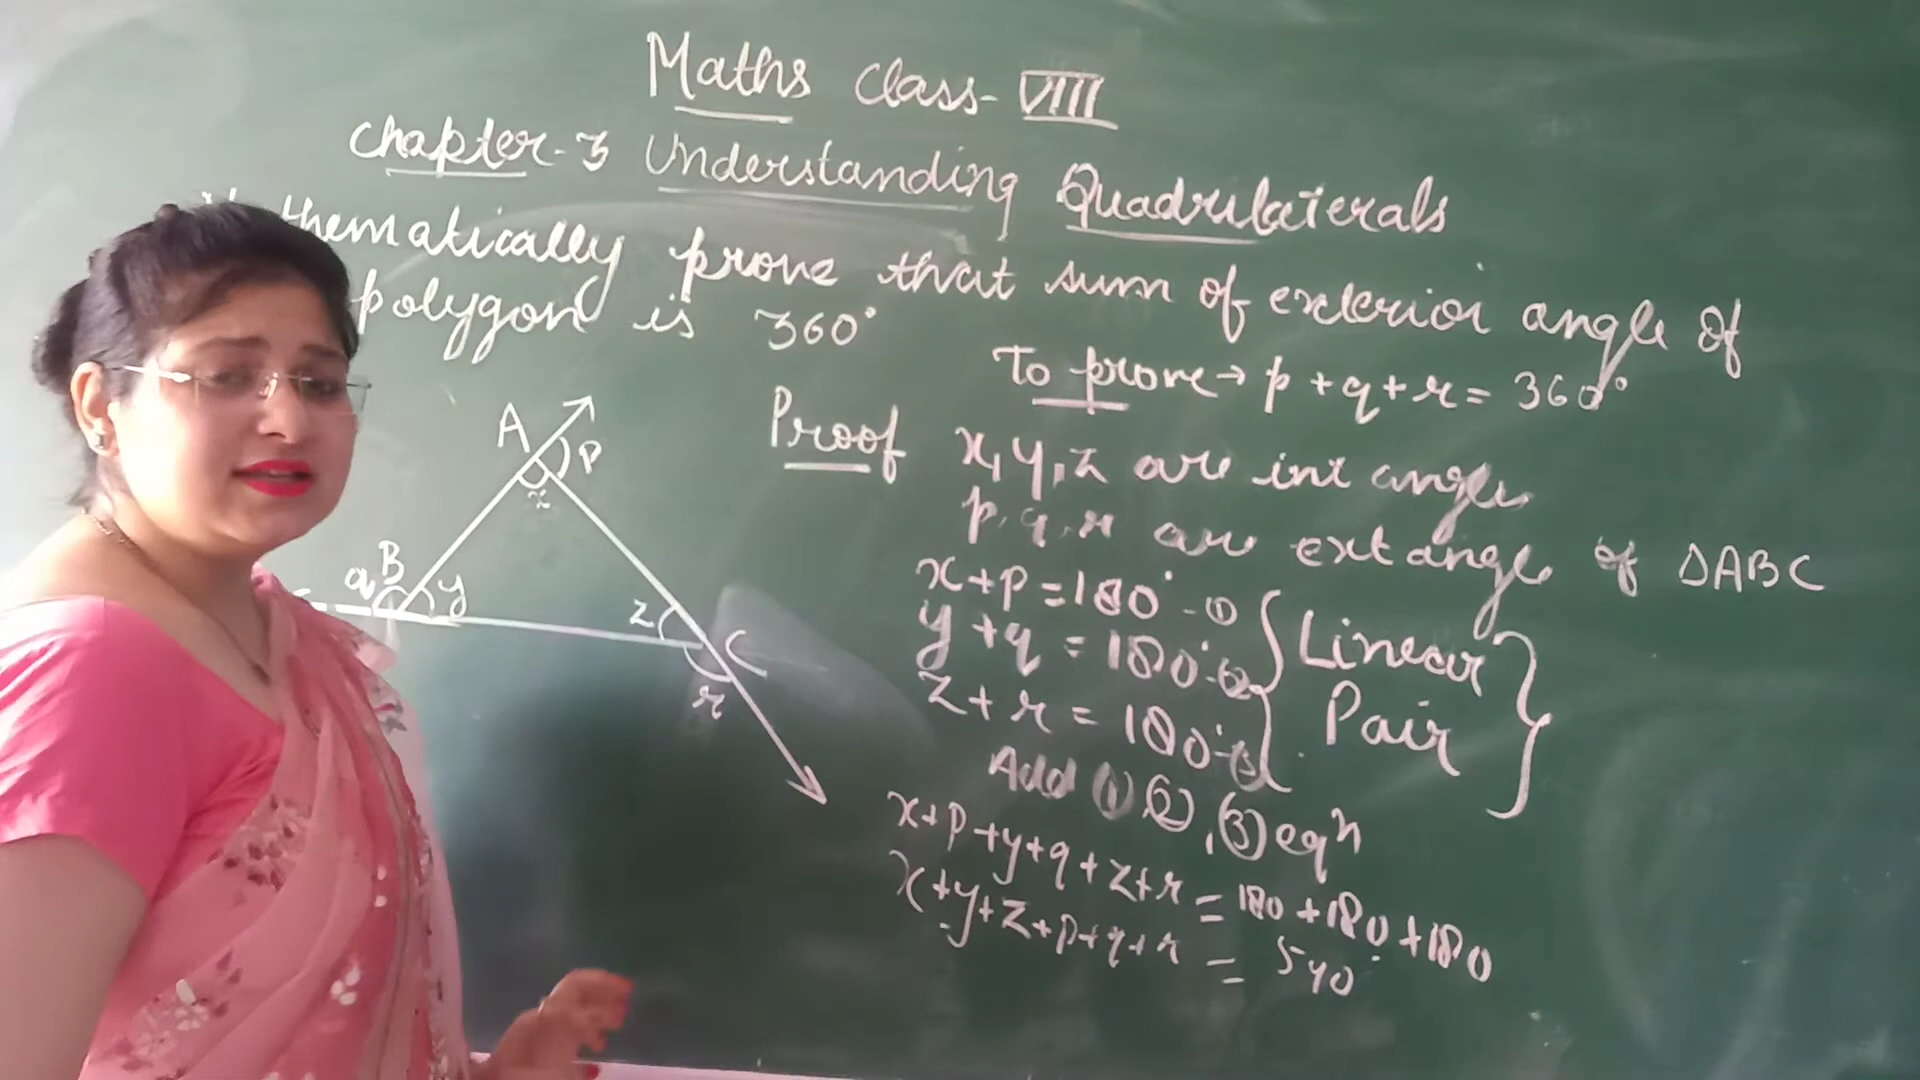 Maths Class- VIII
Chapter-3 Understanding Quadrilaterals
thematically prove that sum of exterior angle of
polygon is 360°
To prove → p + q + r = 360°
Proof x, y, z are int angles
p, q, r are ext angle of ΔABC
x + p = 180° - ①
y + q = 180° - ②
z + r = 180° - ③
Linear
Pair
Add ①, ②, ③ eqn
x + p + y + q + z + r = 180 + 180 + 180
x + y + z + p + q + r = 540°
A
p
x
B
q
y
z
C
r